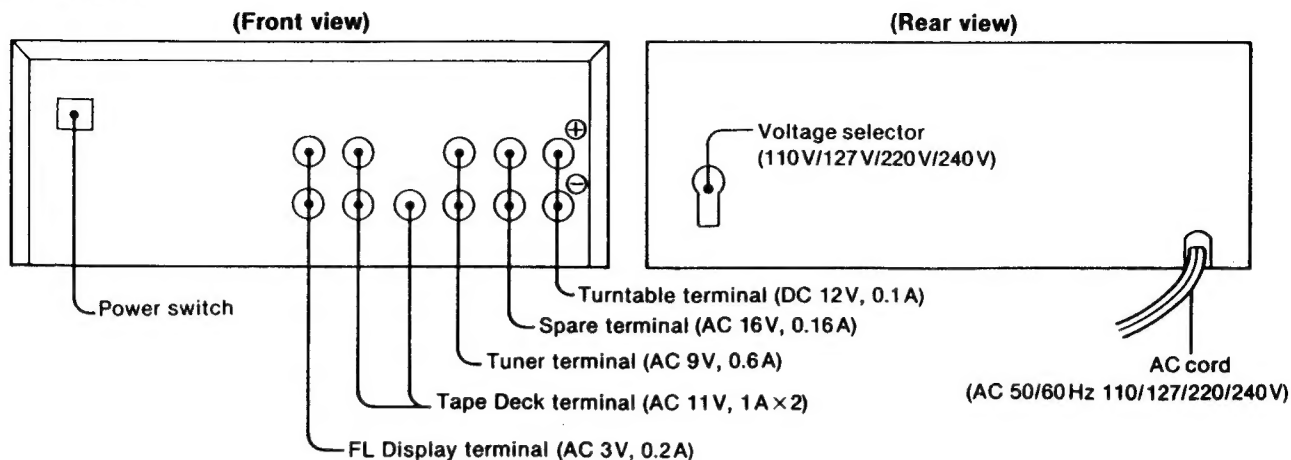 (Front view)
(Rear view)
⊕
⊖
Voltage selector
(110V/127V/220V/240V)
Power switch
Turntable terminal (DC 12V, 0.1A)
Spare terminal (AC 16V, 0.16A)
Tuner terminal (AC 9V, 0.6A)
Tape Deck terminal (AC 11V, 1A×2)
FL Display terminal (AC 3V, 0.2A)
AC cord
(AC 50/60Hz 110/127/220/240V)